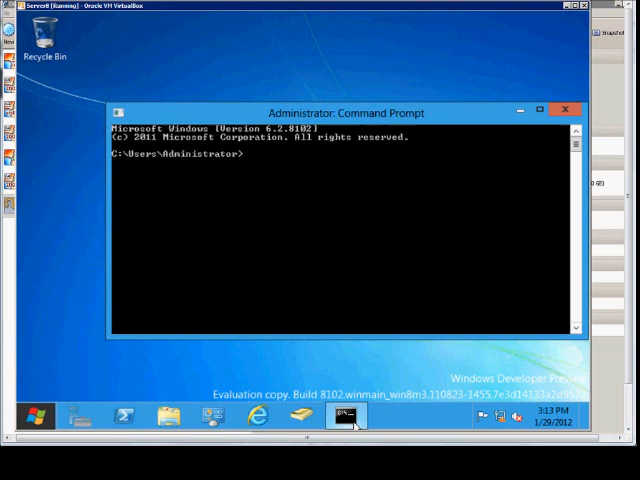 Server8 [Running] - Oracle VM VirtualBox
Snapshot
Recycle Bin
Administrator: Command Prompt
Microsoft Windows [Version 6.2.8102]
(c) 2011 Microsoft Corporation. All rights reserved.
C:\Users\Administrator>
Windows Developer Preview
Evaluation copy. Build 8102.winmain_win8m3.110823-1455.7e3d14133a2d9572
3:13 PM
1/29/2012